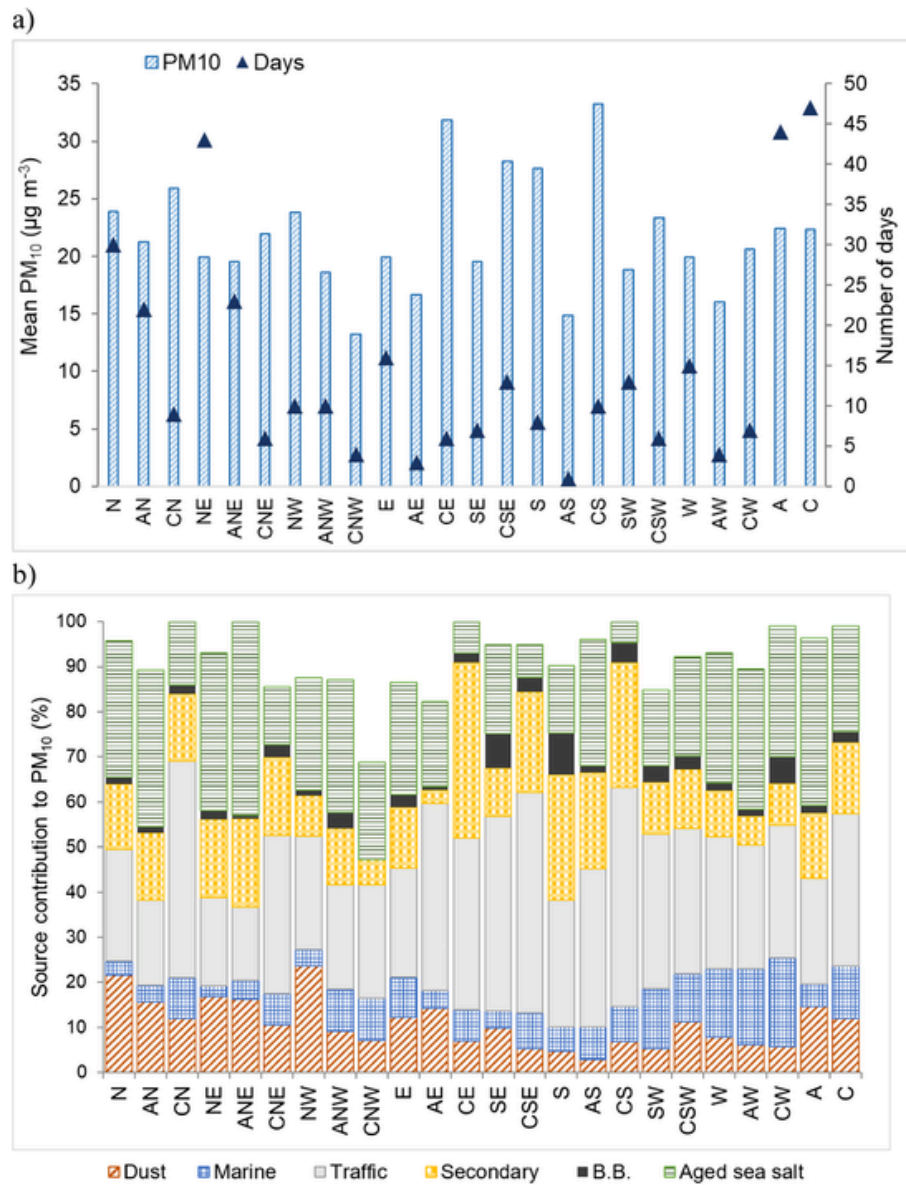 a)
PM10 Days
35 50
30 45
25 40
20 35
15 30
10 25
5 20
0 15
10
5
0
Mean PM10 (µg m-3)
Number of days
N AN CN NE ANE CNE NW ANW CNW E AE CE SE CSE S AS CS SW CSW W AW CW A C
b)
100
90
80
70
60
50
40
30
20
10
0
Source contribution to PM10 (%)
N AN CN NE ANE CNE NW ANW CNW E AE CE SE CSE S AS CS SW CSW W AW CW A C
Dust Marine Traffic Secondary B.B. Aged sea salt